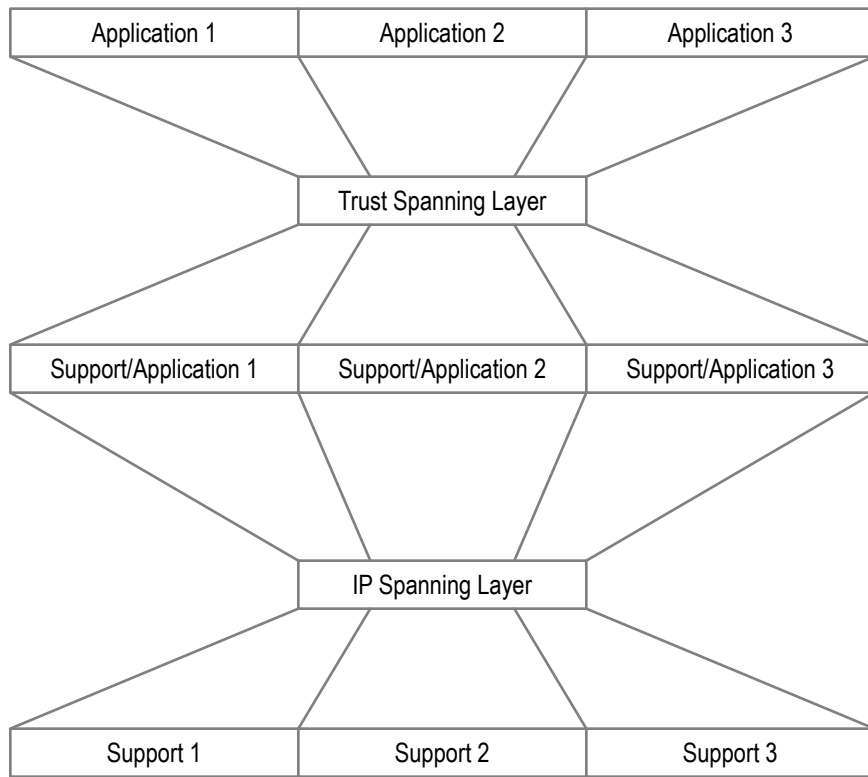 Application 1
Application 2
Application 3
Trust Spanning Layer
Support/Application 1
Support/Application 2
Support/Application 3
IP Spanning Layer
Support 1
Support 2
Support 3